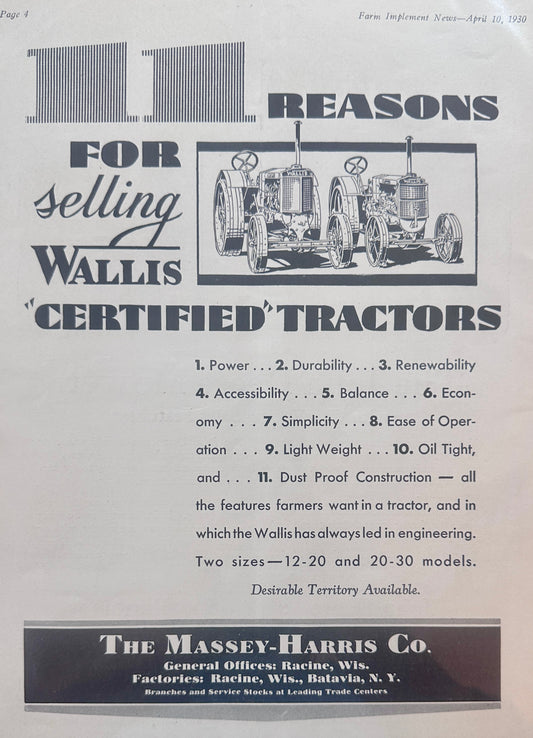 Page 4
Farm Implement News—April 10, 1930
11 REASONS
FOR
selling
WALLIS
WALLIS
"CERTIFIED" TRACTORS
1. Power . . . 2. Durability . . . 3. Renewability
4. Accessibility . . . 5. Balance . . . 6. Econ-
omy . . . 7. Simplicity . . . 8. Ease of Oper-
ation . . . 9. Light Weight . . . 10. Oil Tight,
and . . . 11. Dust Proof Construction — all
the features farmers want in a tractor, and in
which the Wallis has always led in engineering.
Two sizes—12-20 and 20-30 models.
Desirable Territory Available.
THE MASSEY-HARRIS CO.
General Offices: Racine, Wis.
Factories: Racine, Wis., Batavia, N. Y.
Branches and Service Stocks at Leading Trade Centers